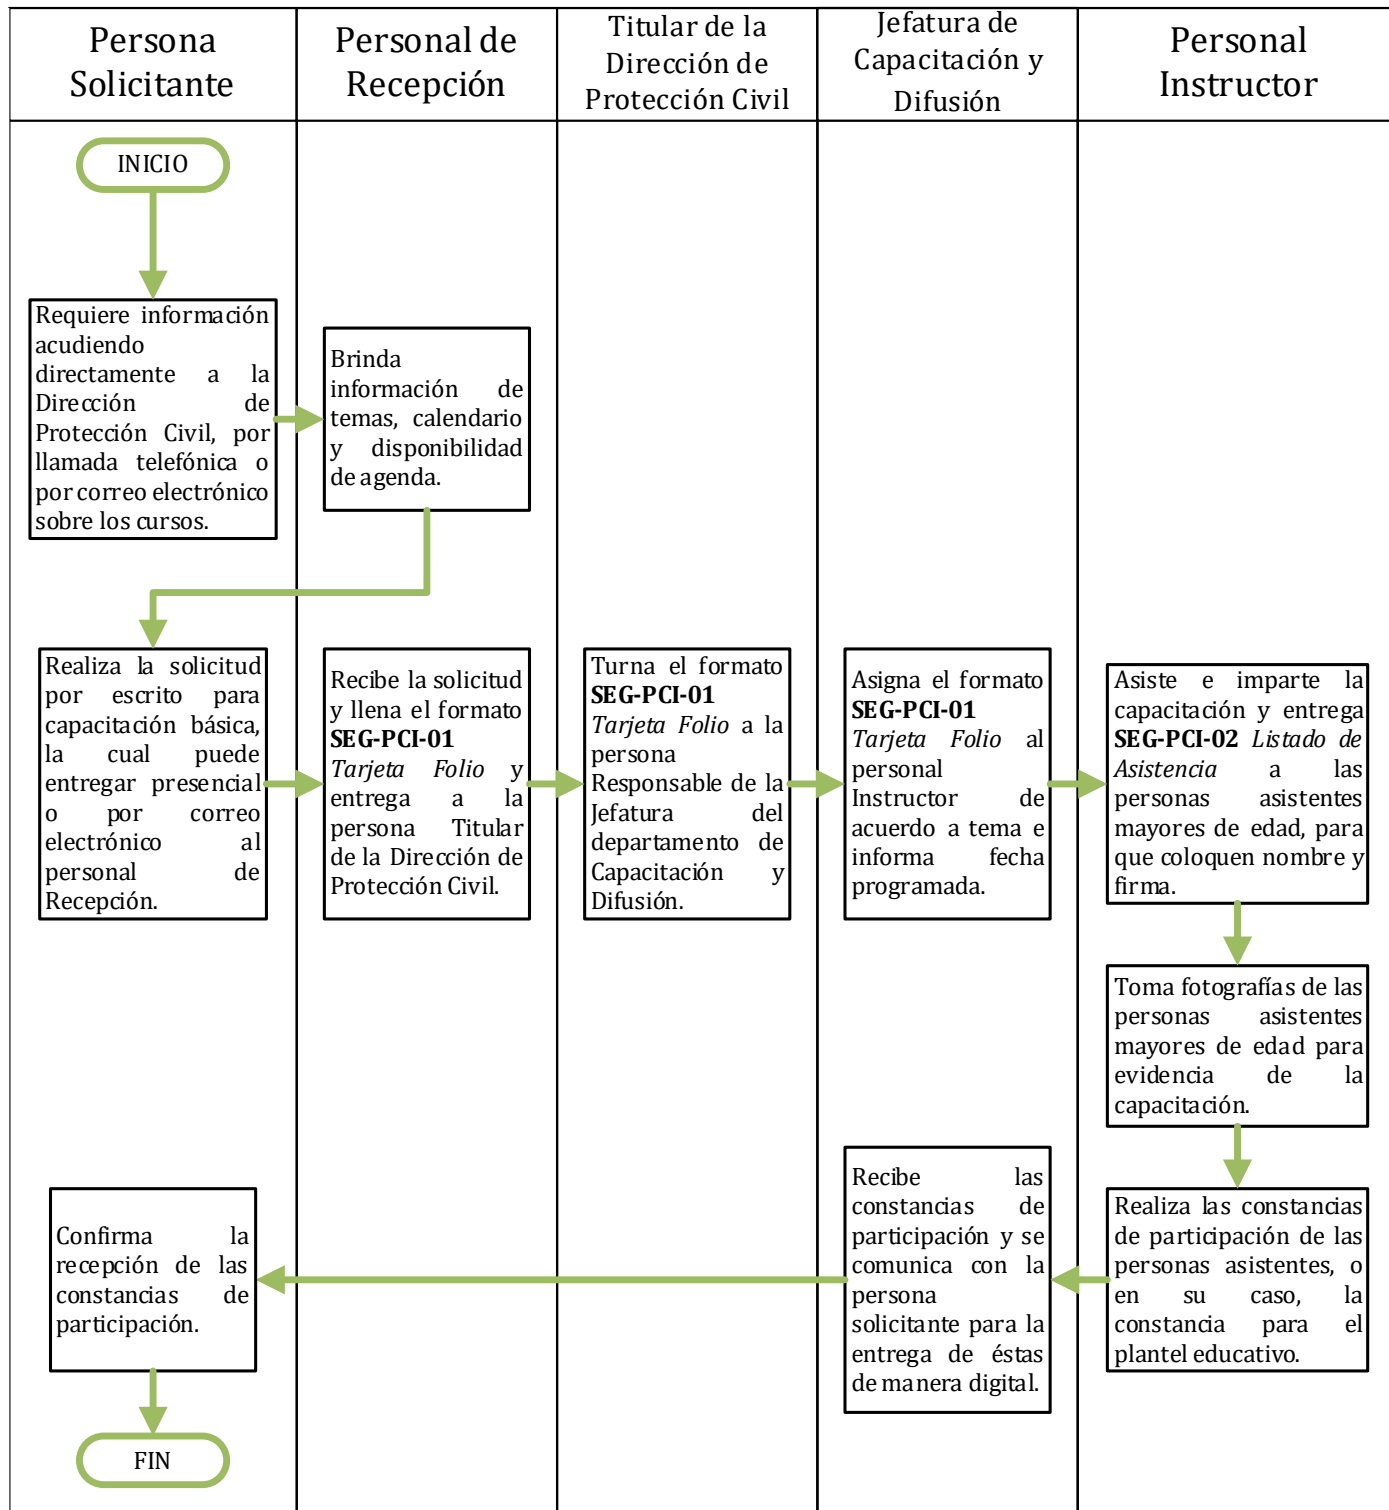 Persona
Solicitante
Personal de
Recepción
Titular de la
Dirección de
Protección Civil
Jefatura de
Capacitación y
Difusión
Personal
Instructor
INICIO
Requiere información
acudiendo
directamente a la
Dirección de
Protección Civil, por
llamada telefónica o
por correo electrónico
sobre los cursos.
Brinda
información de
temas, calendario
y disponibilidad
de agenda.
Realiza la solicitud
por escrito para
capacitación básica,
la cual puede
entregar presencial
o por correo
electrónico al
personal de
Recepción.
Recibe la solicitud
y llena el formato
SEG-PCI-01
Tarjeta Folio y
entrega a la
persona Titular
de la Dirección de
Protección Civil.
Turna el formato
SEG-PCI-01
Tarjeta Folio a la
persona
Responsable de la
Jefatura del
departamento de
Capacitación y
Difusión.
Asigna el formato
SEG-PCI-01
Tarjeta Folio al
personal
Instructor de
acuerdo a tema e
informa fecha
programada.
Asiste e imparte la
capacitación y entrega
SEG-PCI-02 Listado de
Asistencia a las
personas asistentes
mayores de edad, para
que coloquen nombre y
firma.
Toma fotografías de las
personas asistentes
mayores de edad para
evidencia de la
capacitación.
Realiza las constancias
de participación de las
personas asistentes, o
en su caso, la
constancia para el
plantel educativo.
Recibe las
constancias de
participación y se
comunica con la
persona
solicitante para la
entrega de éstas
de manera digital.
Confirma la
recepción de las
constancias de
participación.
FIN